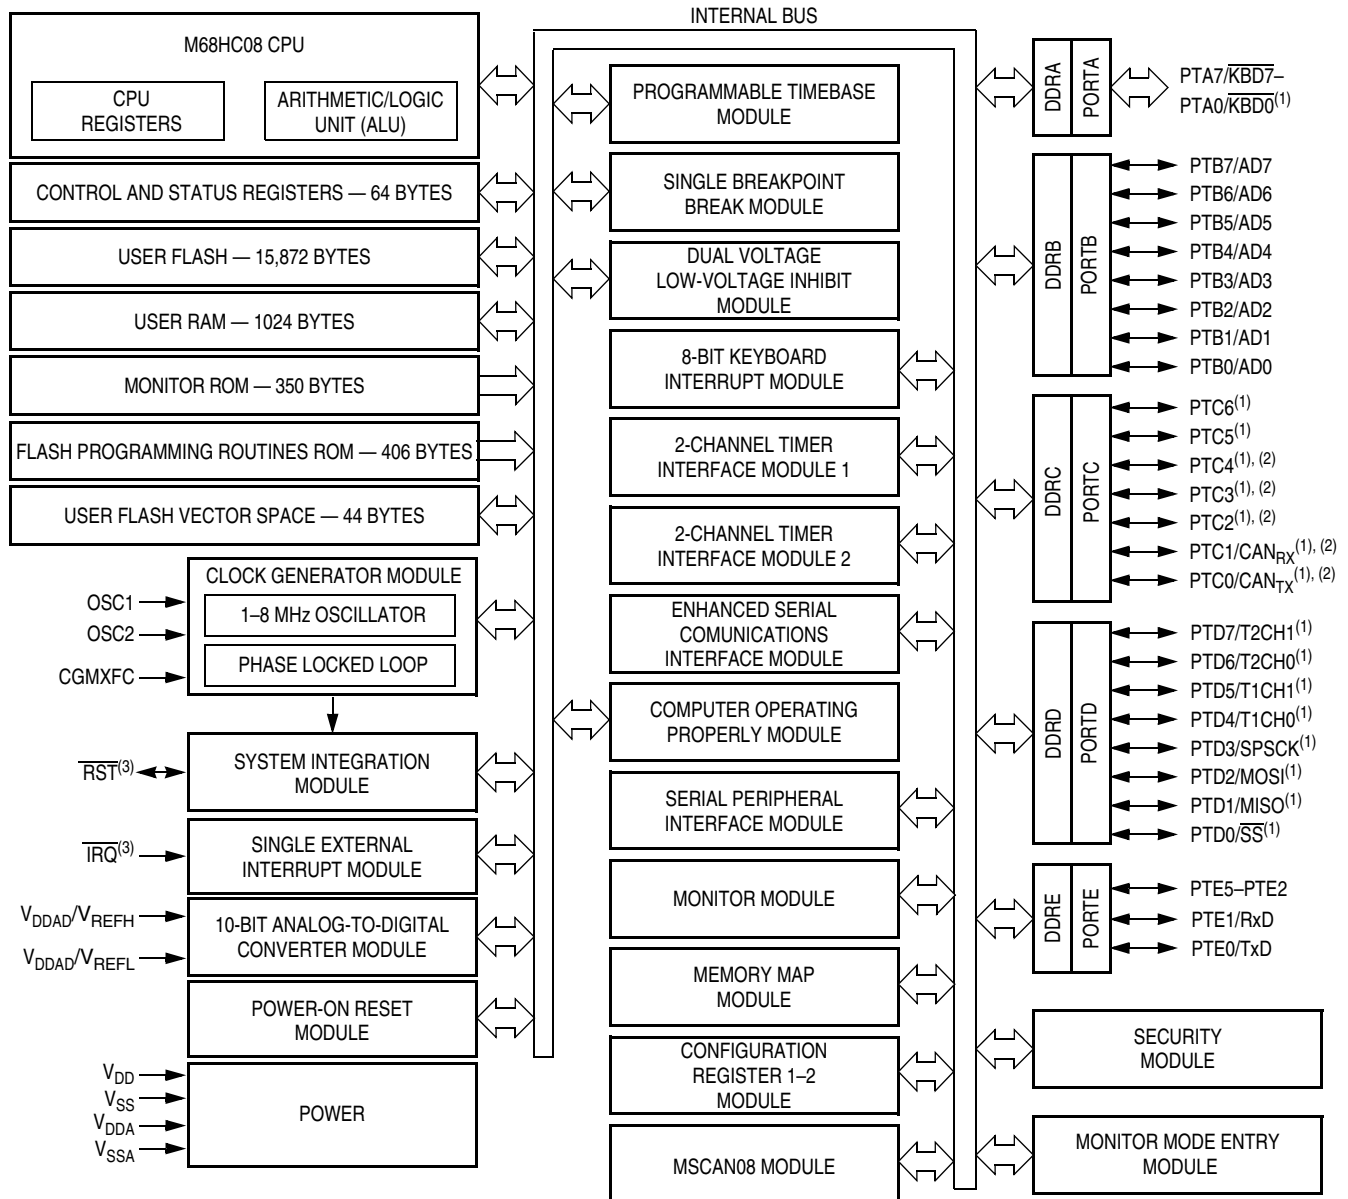 INTERNAL BUS
M68HC08 CPU
CPU
REGISTERS
ARITHMETIC/LOGIC
UNIT (ALU)
CONTROL AND STATUS REGISTERS — 64 BYTES
USER FLASH — 15,872 BYTES
USER RAM — 1024 BYTES
MONITOR ROM — 350 BYTES
FLASH PROGRAMMING ROUTINES ROM — 406 BYTES
USER FLASH VECTOR SPACE — 44 BYTES
CLOCK GENERATOR MODULE
1–8 MHz OSCILLATOR
PHASE LOCKED LOOP
OSC1
OSC2
CGMXFC
SYSTEM INTEGRATION
MODULE
RST(3)
SINGLE EXTERNAL
INTERRUPT MODULE
IRQ(3)
10-BIT ANALOG-TO-DIGITAL
CONVERTER MODULE
VDDAD/VREFH
VDDAD/VREFL
POWER-ON RESET
MODULE
POWER
VDD
VSS
VDDA
VSSA
PROGRAMMABLE TIMEBASE
MODULE
SINGLE BREAKPOINT
BREAK MODULE
DUAL VOLTAGE
LOW-VOLTAGE INHIBIT
MODULE
8-BIT KEYBOARD
INTERRUPT MODULE
2-CHANNEL TIMER
INTERFACE MODULE 1
2-CHANNEL TIMER
INTERFACE MODULE 2
ENHANCED SERIAL
COMUNICATIONS
INTERFACE MODULE
COMPUTER OPERATING
PROPERLY MODULE
SERIAL PERIPHERAL
INTERFACE MODULE
MONITOR MODULE
MEMORY MAP
MODULE
CONFIGURATION
REGISTER 1–2
MODULE
MSCAN08 MODULE
DDRA
PORTA
PTA7/KBD7–
PTA0/KBD0(1)
DDRB
PORTB
PTB7/AD7
PTB6/AD6
PTB5/AD5
PTB4/AD4
PTB3/AD3
PTB2/AD2
PTB1/AD1
PTB0/AD0
DDRC
PORTC
PTC6(1)
PTC5(1)
PTC4(1), (2)
PTC3(1), (2)
PTC2(1), (2)
PTC1/CANRX(1), (2)
PTC0/CANTX(1), (2)
DDRD
PORTD
PTD7/T2CH1(1)
PTD6/T2CH0(1)
PTD5/T1CH1(1)
PTD4/T1CH0(1)
PTD3/SPSCK(1)
PTD2/MOSI(1)
PTD1/MISO(1)
PTD0/SS(1)
DDRE
PORTE
PTE5–PTE2
PTE1/RxD
PTE0/TxD
SECURITY
MODULE
MONITOR MODE ENTRY
MODULE